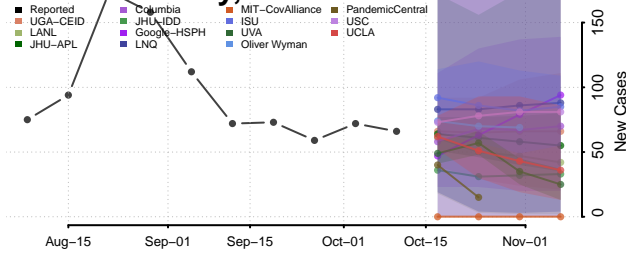 Reported Columbia MIT−CovAlliance PandemicCentral
UGA−CEID JHU−IDD ISU USC
LANL Google−HSPH UVA UCLA
JHU−APL LNQ Oliver Wyman
150
100
50
0
New Cases
Aug−15 Sep−01 Sep−15 Oct−01 Oct−15 Nov−01